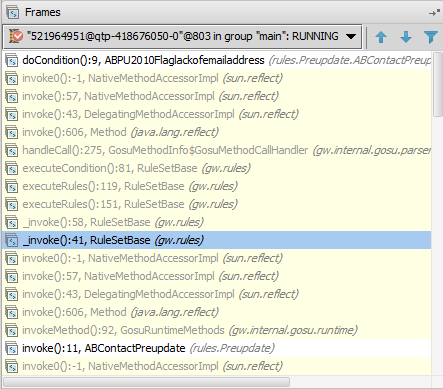 Frames
"521964951@qtp-418676050-0"@803 in group "main": RUNNING
doCondition():9, ABPU2010Flaglackofemailaddress (rules.Preupdate.ABContactPreup
invoke0():-1, NativeMethodAccessorImpl (sun.reflect)
invoke():57, NativeMethodAccessorImpl (sun.reflect)
invoke():43, DelegatingMethodAccessorImpl (sun.reflect)
invoke():606, Method (java.lang.reflect)
handleCall():275, GosuMethodInfo$GosuMethodCallHandler (gw.internal.gosu.parser
executeCondition():81, RuleSetBase (gw.rules)
executeRules():119, RuleSetBase (gw.rules)
executeRules():151, RuleSetBase (gw.rules)
_invoke():58, RuleSetBase (gw.rules)
_invoke():41, RuleSetBase (gw.rules)
invoke0():-1, NativeMethodAccessorImpl (sun.reflect)
invoke():57, NativeMethodAccessorImpl (sun.reflect)
invoke():43, DelegatingMethodAccessorImpl (sun.reflect)
invoke():606, Method (java.lang.reflect)
invokeMethod():92, GosuRuntimeMethods (gw.internal.gosu.runtime)
invoke():11, ABContactPreupdate (rules.Preupdate)
invoke0():-1, NativeMethodAccessorImpl (sun.reflect)